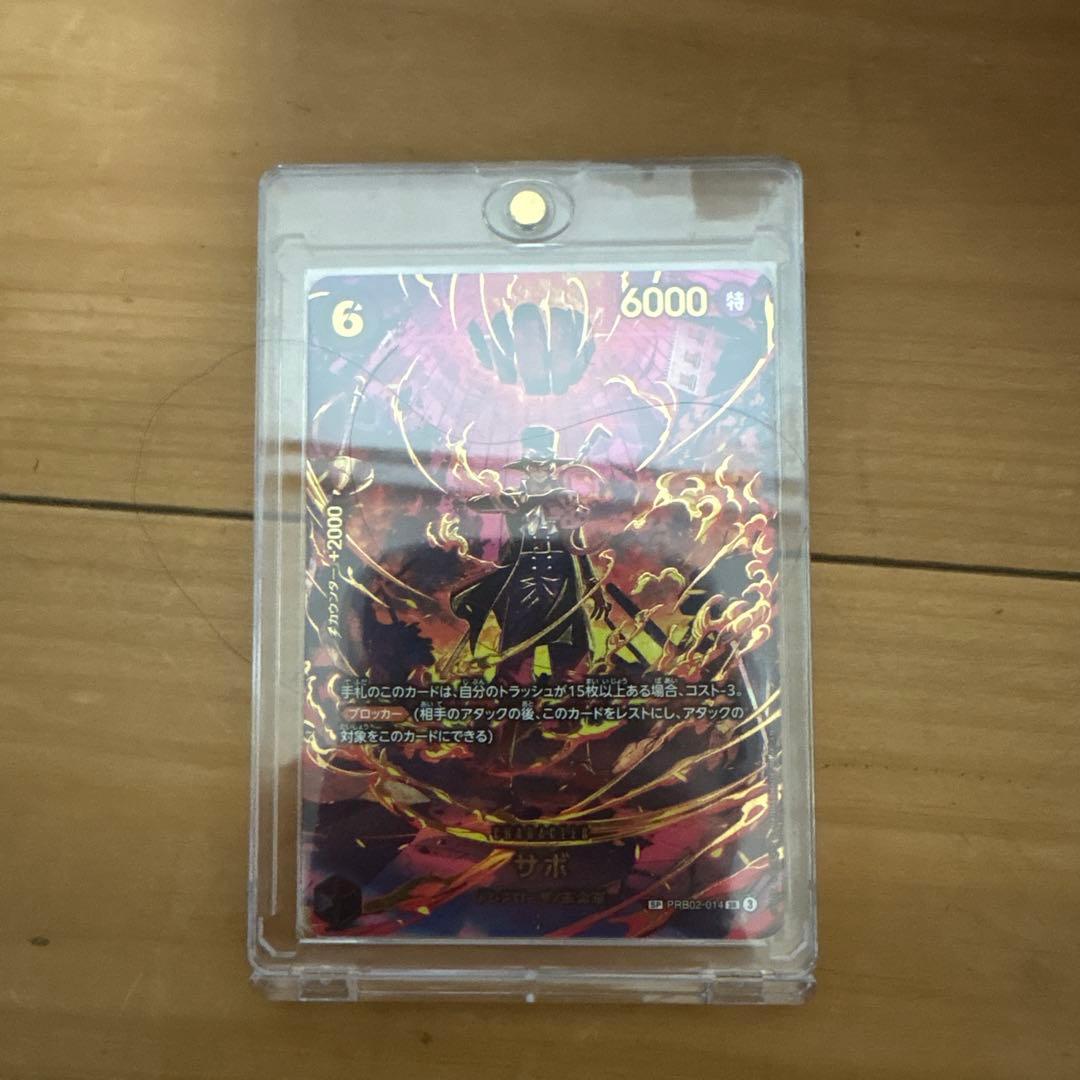 6
6000 特
カウンター +2000
手札のこのカードは、自分のトラッシュが15枚以上ある場合、コスト-3。
ブロッカー (相手のアタックの後、このカードをレストにし、アタックの
対象をこのカードにできる)
CHARACTER
サボ
SP PRB02-014 SR 3